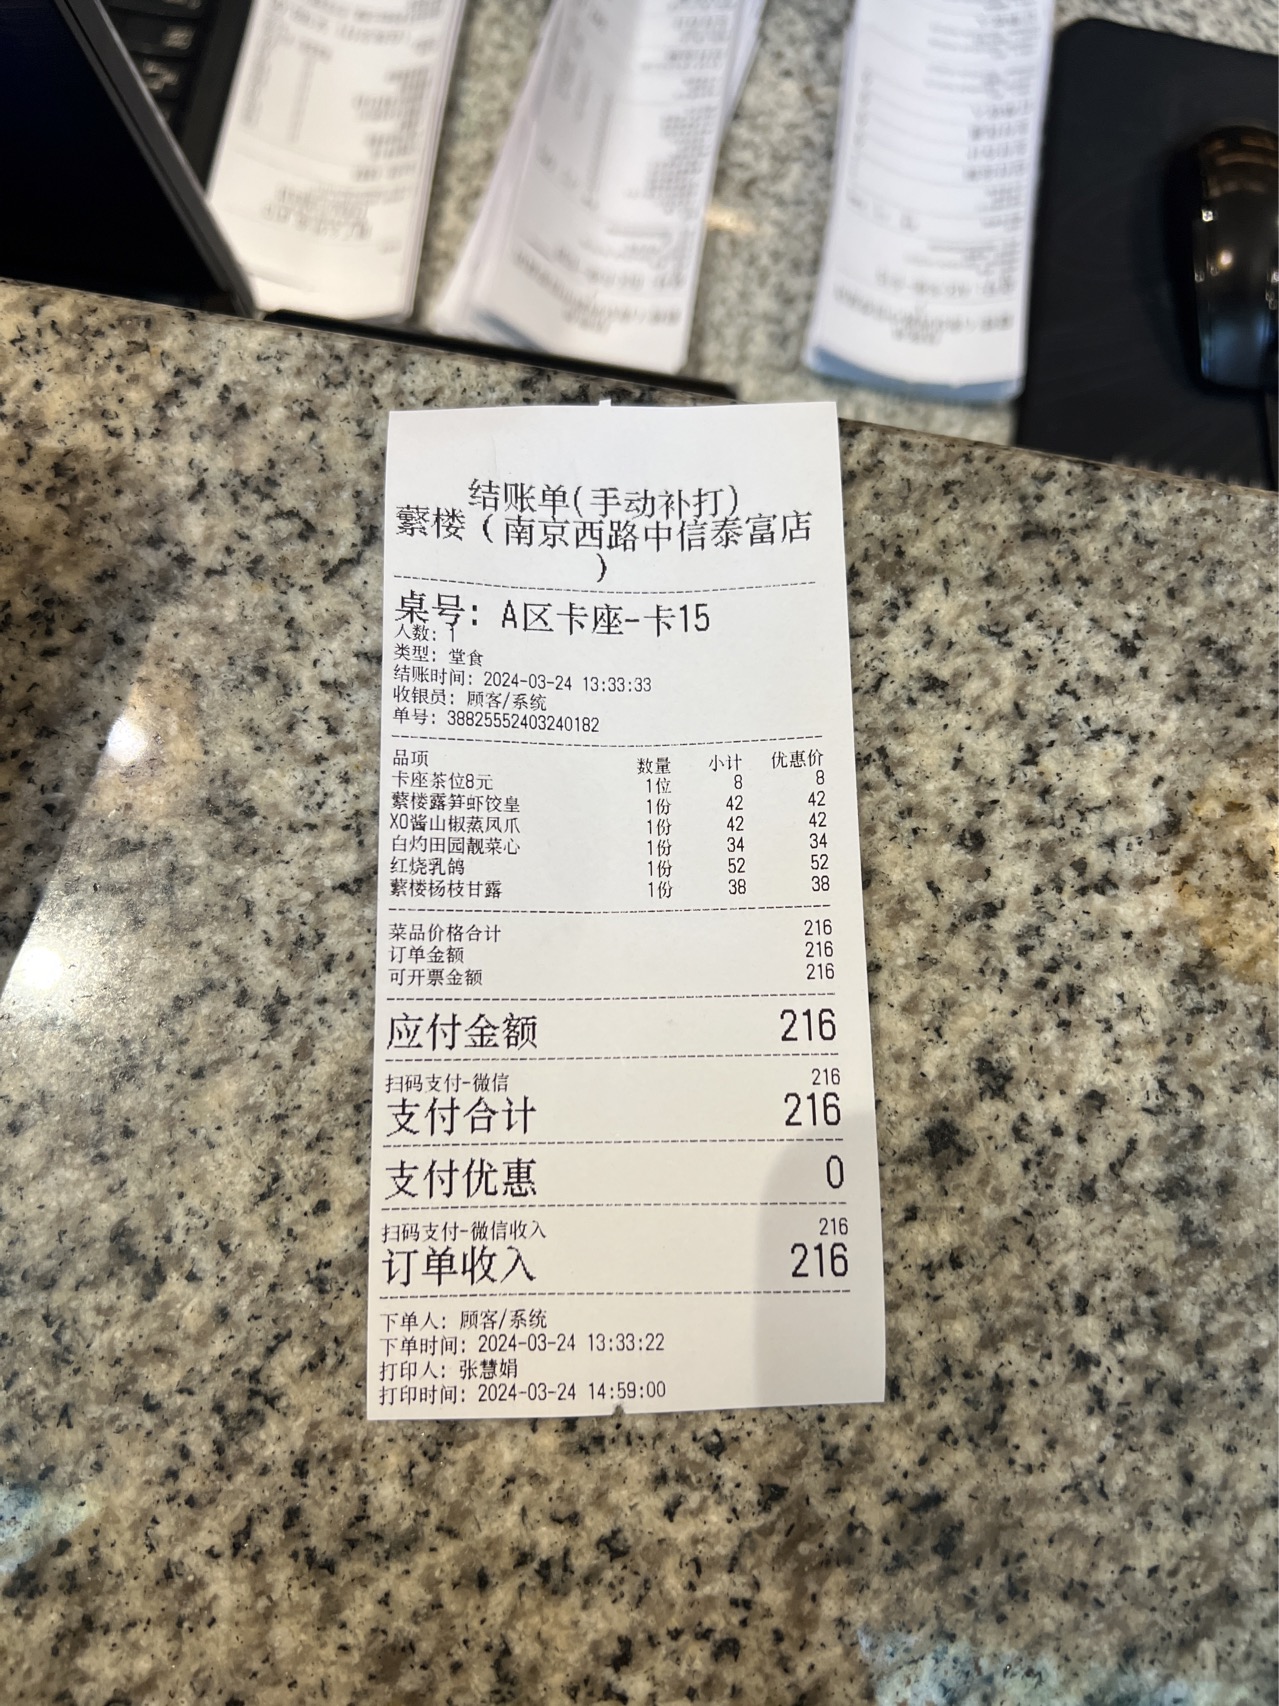 结账单(手动补打)
蘩楼(南京西路中信泰富店
)
桌号: A区卡座-卡15
人数: 1
类型: 堂食
结账时间: 2024-03-24 13:33:33
收银员: 顾客/系统
单号: 38825552403240182
品项 数量 小计 优惠价
卡座茶位8元 1位 8 8
蘩楼露笋虾饺皇 1份 42 42
XO酱山椒蒸凤爪 1份 42 42
白灼田园靓菜心 1份 34 34
红烧乳鸽 1份 52 52
蘩楼杨枝甘露 1份 38 38
菜品价格合计 216
订单金额 216
可开票金额 216
应付金额 216
扫码支付-微信 216
支付合计 216
支付优惠 0
扫码支付-微信收入 216
订单收入 216
下单人: 顾客/系统
下单时间: 2024-03-24 13:33:22
打印人: 张慧娟
打印时间: 2024-03-24 14:59:00